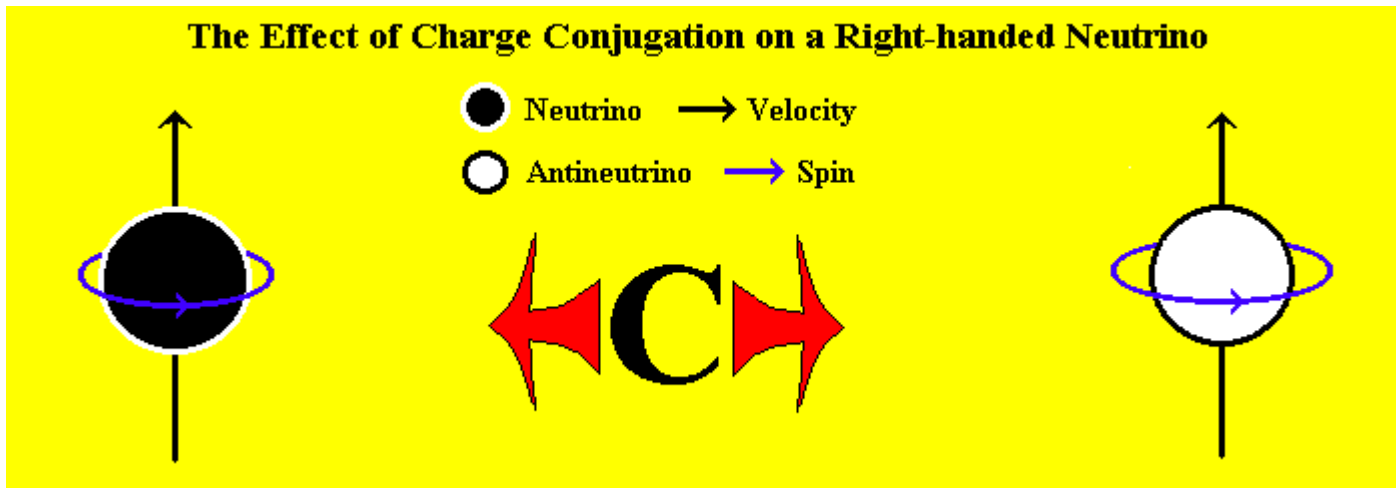 The Effect of Charge Conjugation on a Right-handed Neutrino
Neutrino Velocity
Antineutrino Spin
C